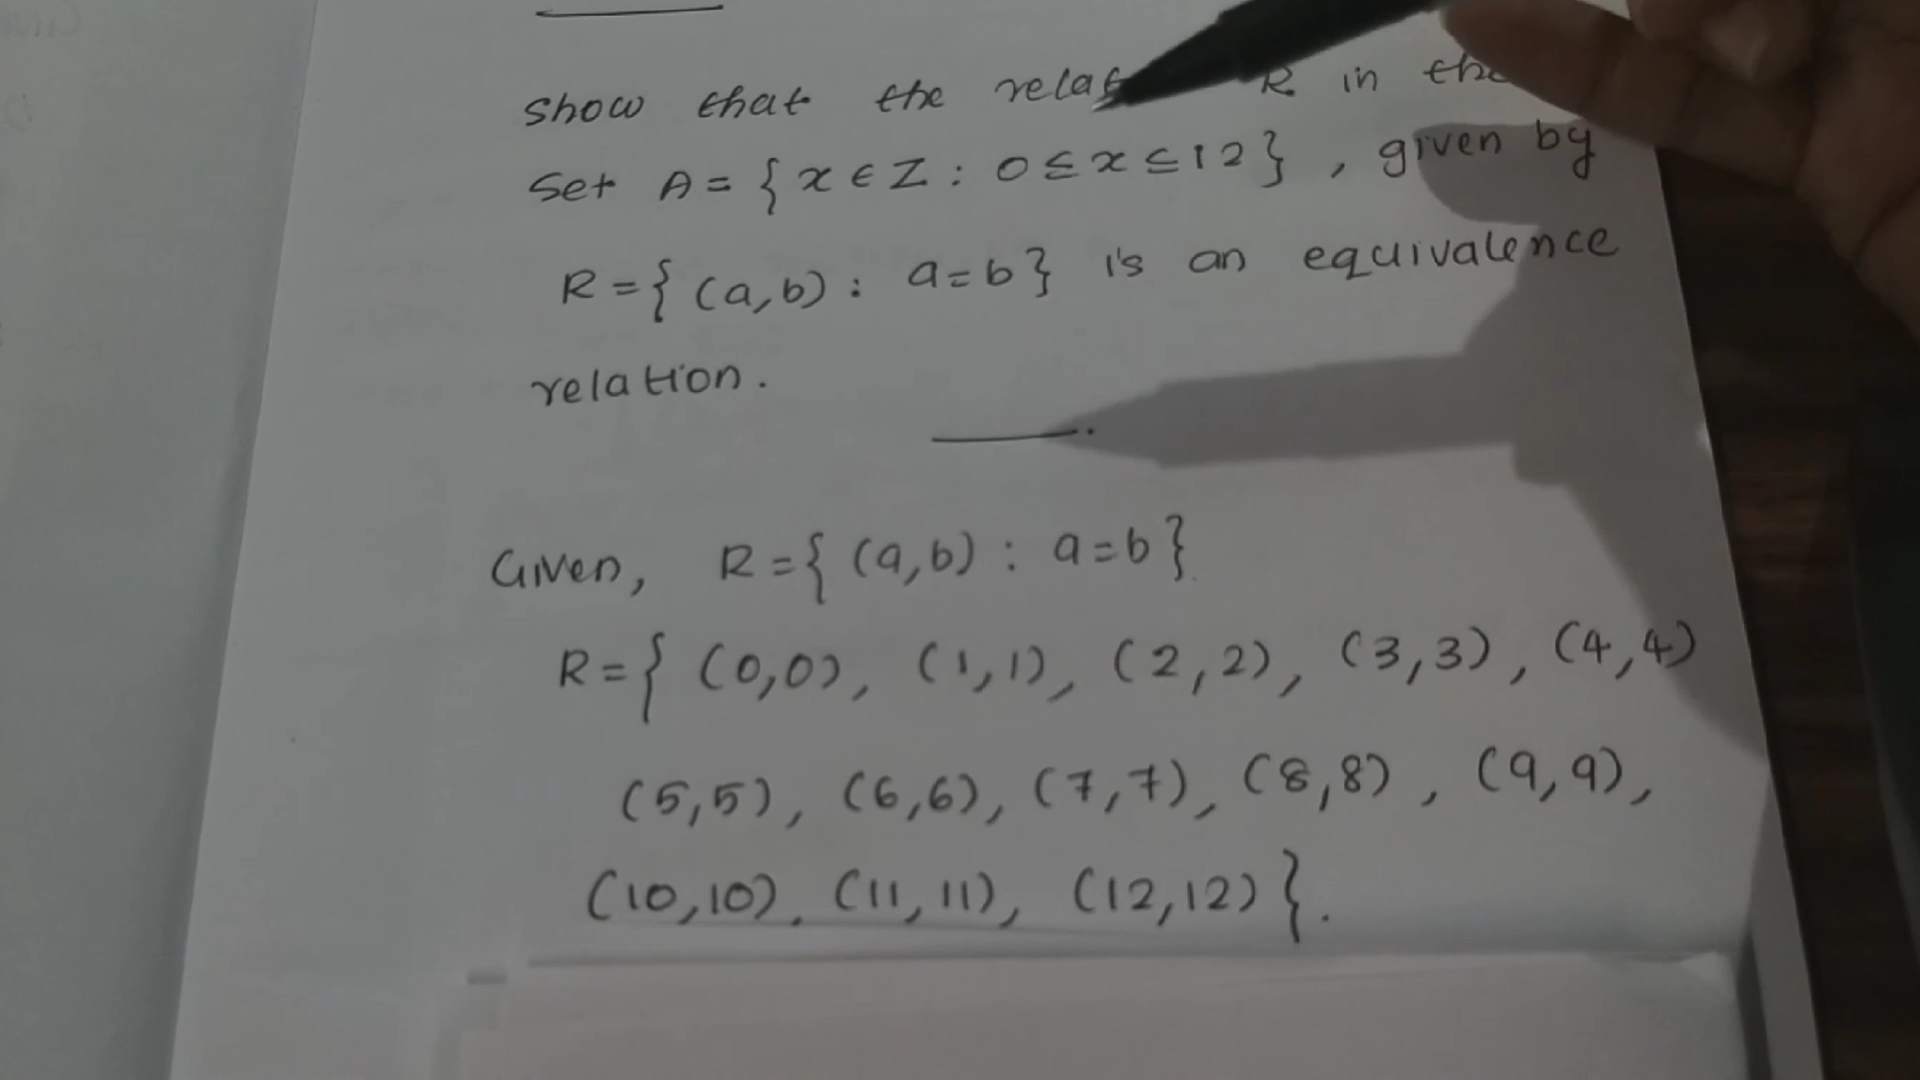 show that the R in the
Set A = { x ∈ Z : 0 ≤ x ≤ 12 } , given by
R = { (a,b) : a=b } is an equivalence
relation.
Given, R = { (a,b) : a=b }
R = { (0,0), (1,1), (2,2), (3,3), (4,4)
(5,5), (6,6), (7,7), (8,8), (9,9),
(10,10), (11,11), (12,12) }.